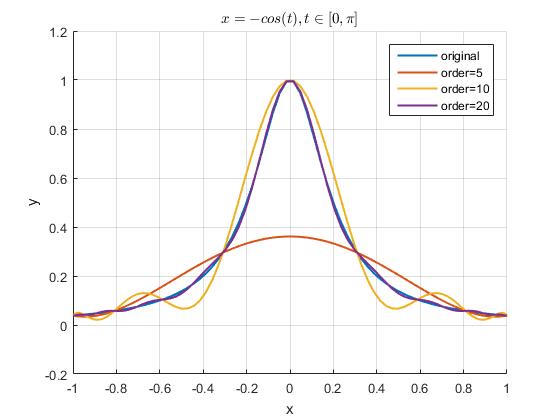 x = −cos(t), t ∈ [0, π]
1.2
1
0.8
0.6
0.4
0.2
0
-0.2
y
original
order=5
order=10
order=20
-1 -0.8 -0.6 -0.4 -0.2 0 0.2 0.4 0.6 0.8 1
x